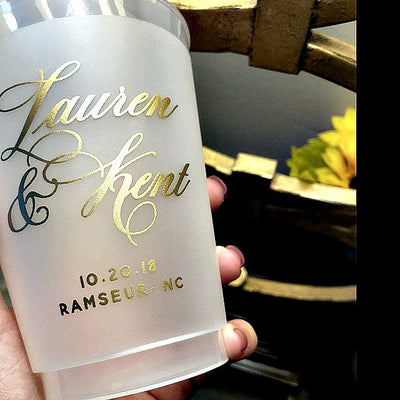 Lauren
& Kent
10.20.18
RAMSEUR, NC